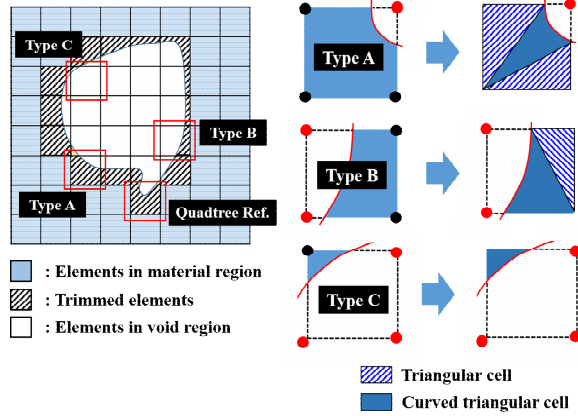 Type C
Type B
Type A
Quadtree Ref.
: Elements in material region
: Trimmed elements
: Elements in void region
Type A
Type B
Type C
Triangular cell
Curved triangular cell